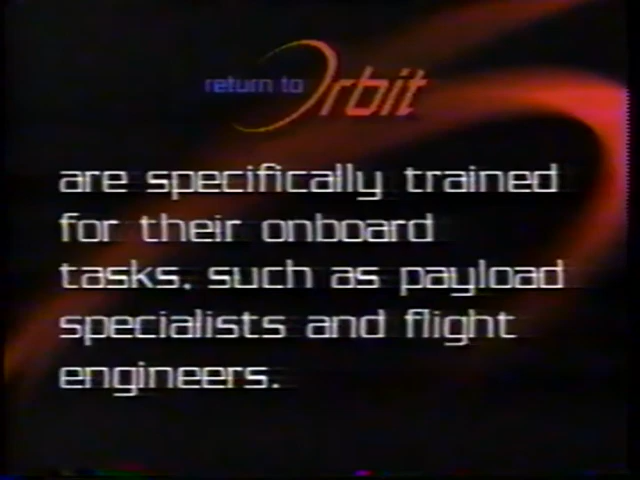 return to Orbit
are specifically trained
for their onboard
tasks, such as payload
specialists and flight
engineers.